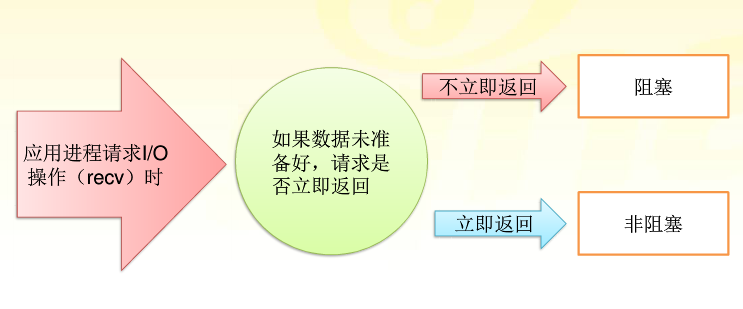 应用进程请求I/O
操作（recv）时
如果数据未准
备好，请求是
否立即返回
不立即返回
阻塞
立即返回
非阻塞